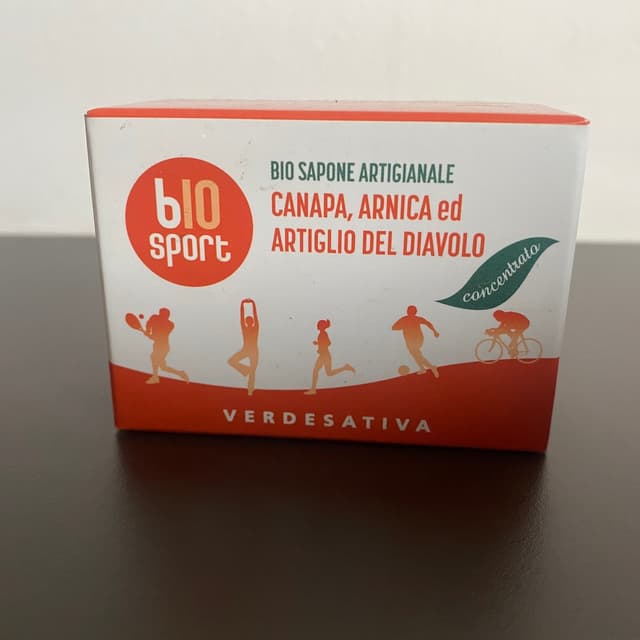 bIO
sport
BIO SAPONE ARTIGIANALE
CANAPA, ARNICA ed
ARTIGLIO DEL DIAVOLO
concentrato
VERDESATIVA